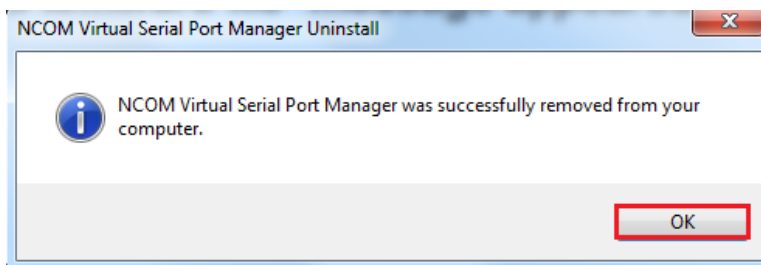 NCOM Virtual Serial Port Manager Uninstall
NCOM Virtual Serial Port Manager was successfully removed from your
computer.
OK